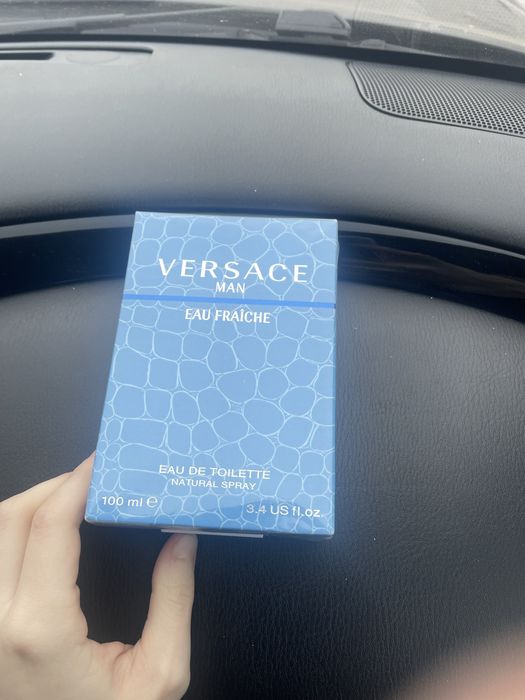 VERSACE
MAN
EAU FRAÎCHE
EAU DE TOILETTE
NATURAL SPRAY
100 ml ℮
3.4 US fl.oz.